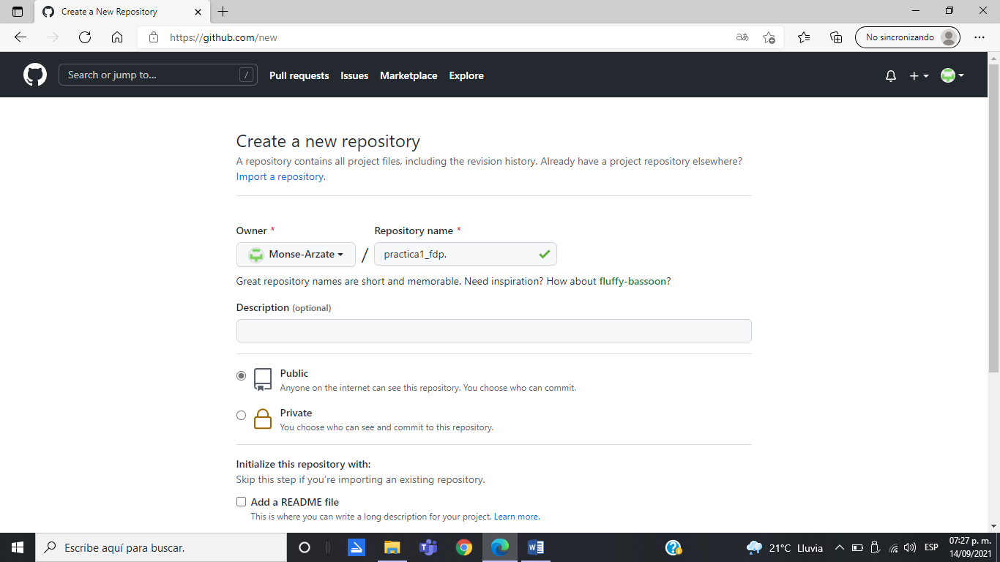 Create a New Repository
https://github.com/new
aあ
No sincronizando
Search or jump to...
/
Pull requests
Issues
Marketplace
Explore
Create a new repository
A repository contains all project files, including the revision history. Already have a project repository elsewhere?
Import a repository.
Owner *
Repository name *
Monse-Arzate
/
practica1_fdp.
Great repository names are short and memorable. Need inspiration? How about fluffy-bassoon?
Description (optional)
Public
Anyone on the internet can see this repository. You choose who can commit.
Private
You choose who can see and commit to this repository.
Initialize this repository with:
Skip this step if you're importing an existing repository.
Add a README file
This is where you can write a long description for your project. Learn more.
Escribe aquí para buscar.
21°C Lluvia
ESP
07:27 p. m.
14/09/2021